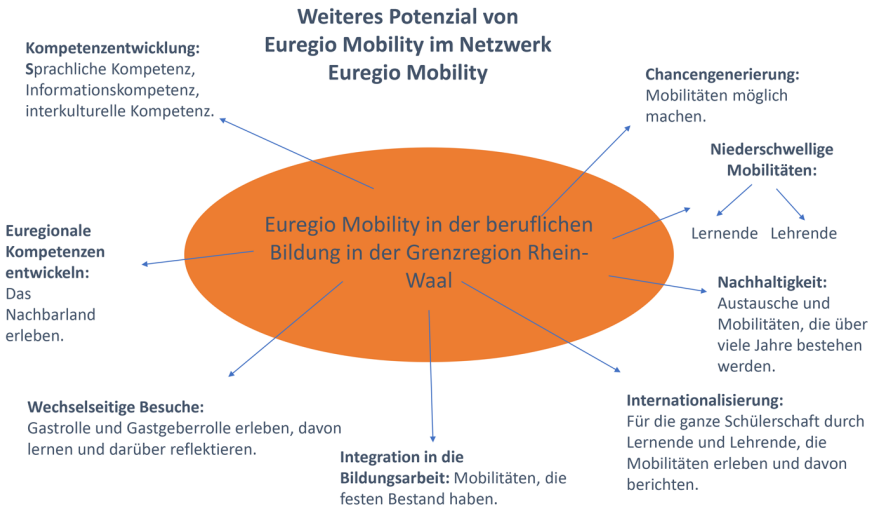 Weiteres Potenzial von
Euregio Mobility im Netzwerk
Euregio Mobility
Kompetenzentwicklung:
Sprachliche Kompetenz,
Informationskompetenz,
interkulturelle Kompetenz.
Chancengenerierung:
Mobilitäten möglich
machen.
Niederschwellige
Mobilitäten:
Lernende Lehrende
Euregio Mobility in der beruflichen
Bildung in der Grenzregion Rhein-
Waal
Euregionale
Kompetenzen
entwickeln:
Das
Nachbarland
erleben.
Nachhaltigkeit:
Austausche und
Mobilitäten, die über
viele Jahre bestehen
werden.
Wechselseitige Besuche:
Gastrolle und Gastgeberrolle erleben, davon
lernen und darüber reflektieren.
Integration in die
Bildungsarbeit: Mobilitäten, die
festen Bestand haben.
Internationalisierung:
Für die ganze Schülerschaft durch
Lernende und Lehrende, die
Mobilitäten erleben und davon
berichten.